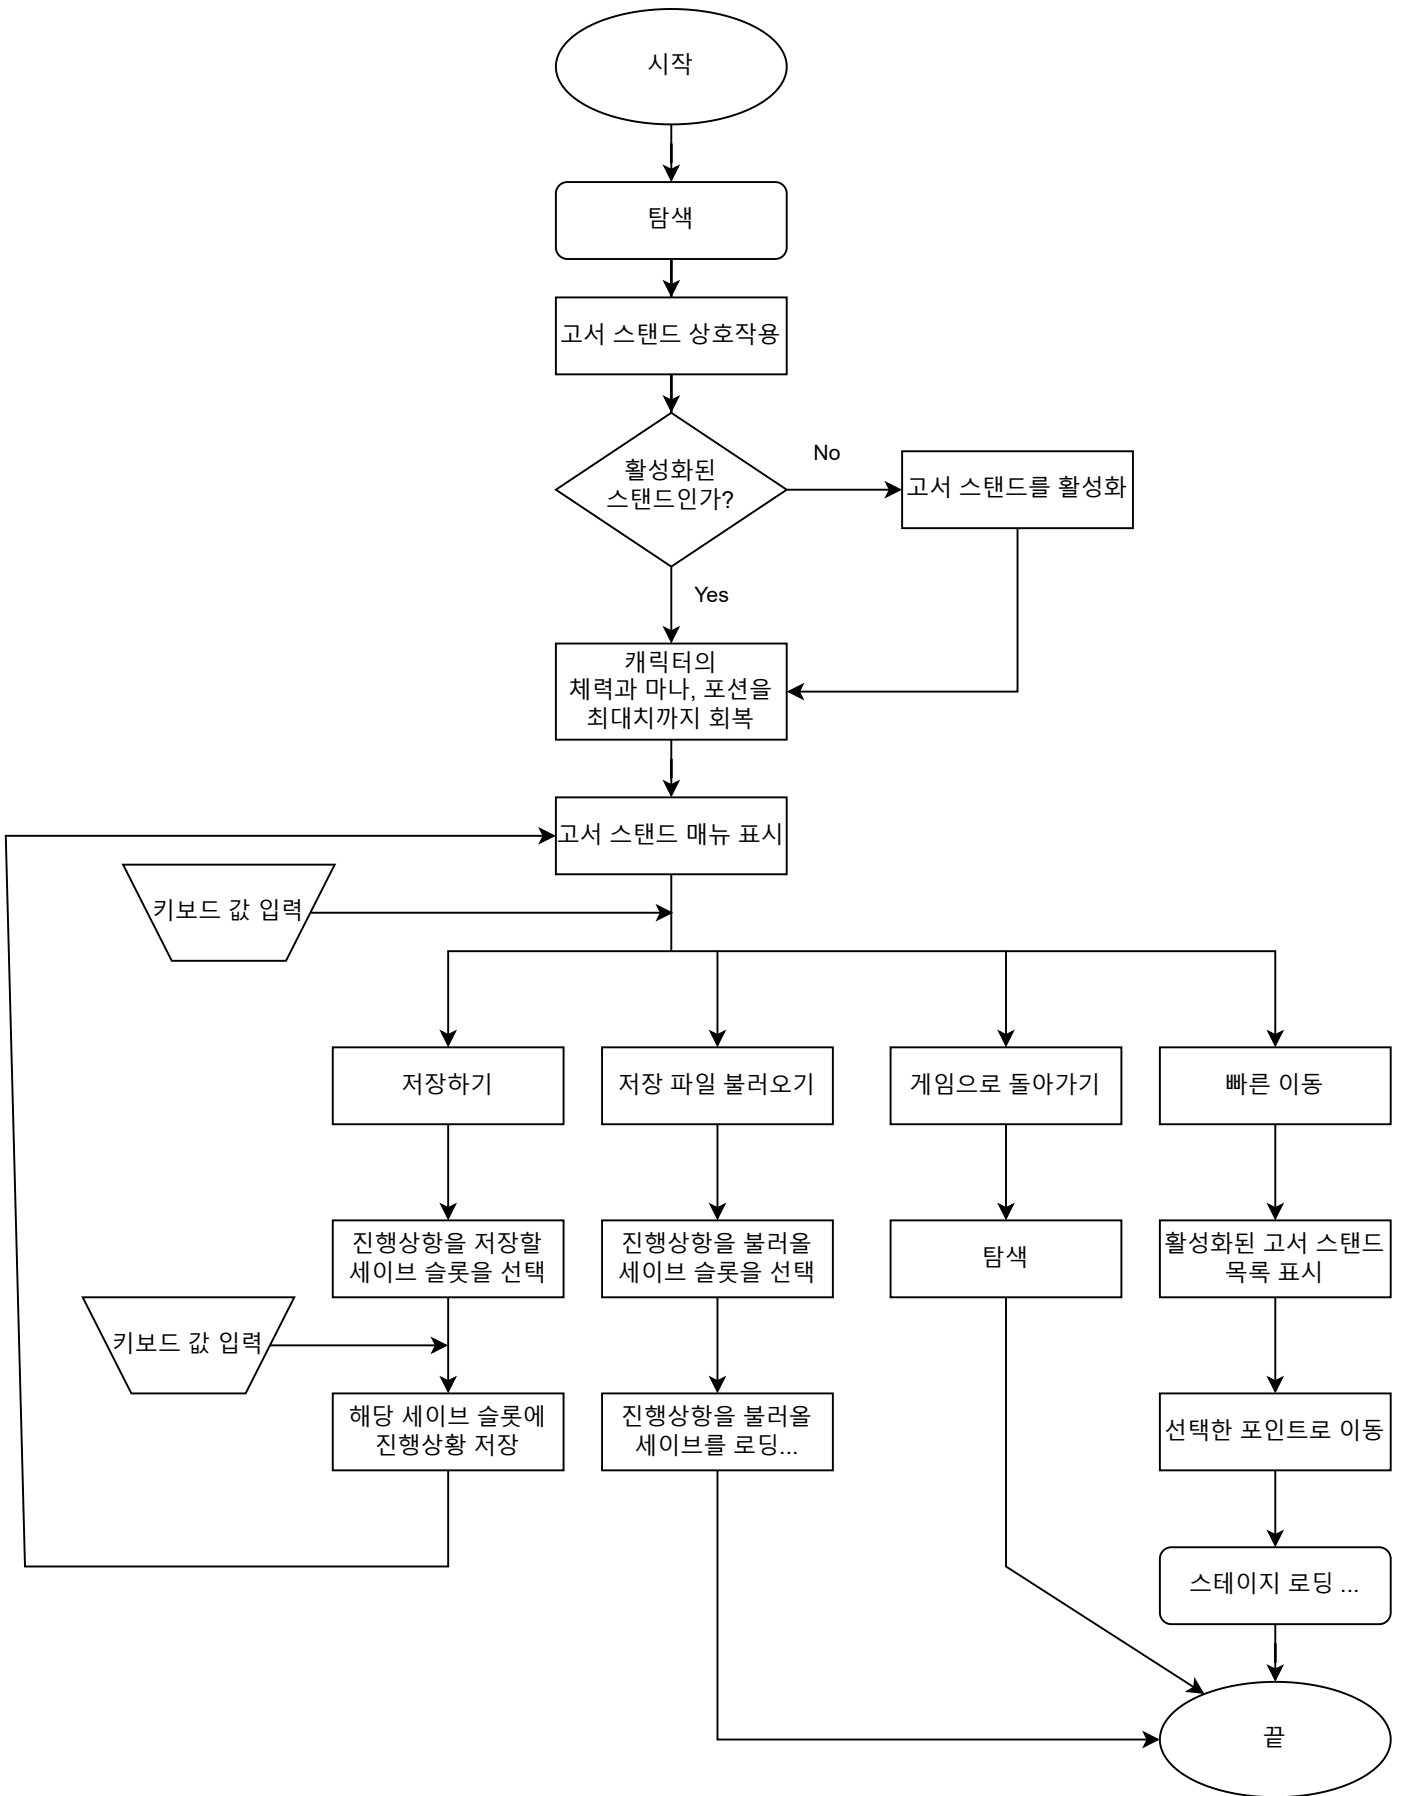 시작
탐색
고서 스탠드 상호작용
활성화된
스탠드인가?
No
고서 스탠드를 활성화
Yes
캐릭터의
체력과 마나, 포션을
최대치까지 회복
고서 스탠드 매뉴 표시
키보드 값 입력
저장하기
저장 파일 불러오기
게임으로 돌아가기
빠른 이동
진행상항을 저장할
세이브 슬롯을 선택
진행상항을 불러올
세이브 슬롯을 선택
탐색
활성화된 고서 스탠드
목록 표시
키보드 값 입력
해당 세이브 슬롯에
진행상황 저장
진행상항을 불러올
세이브를 로딩...
선택한 포인트로 이동
스테이지 로딩 ...
끝